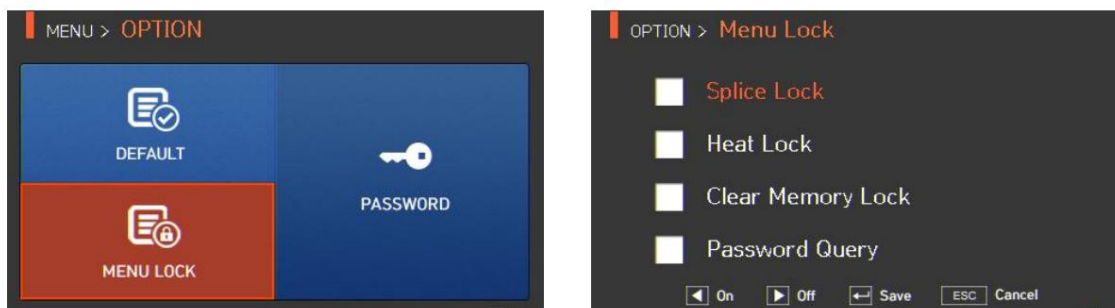 MENU > OPTION
DEFAULT
PASSWORD
MENU LOCK
OPTION > Menu Lock
Splice Lock
Heat Lock
Clear Memory Lock
Password Query
On Off Save ESC Cancel